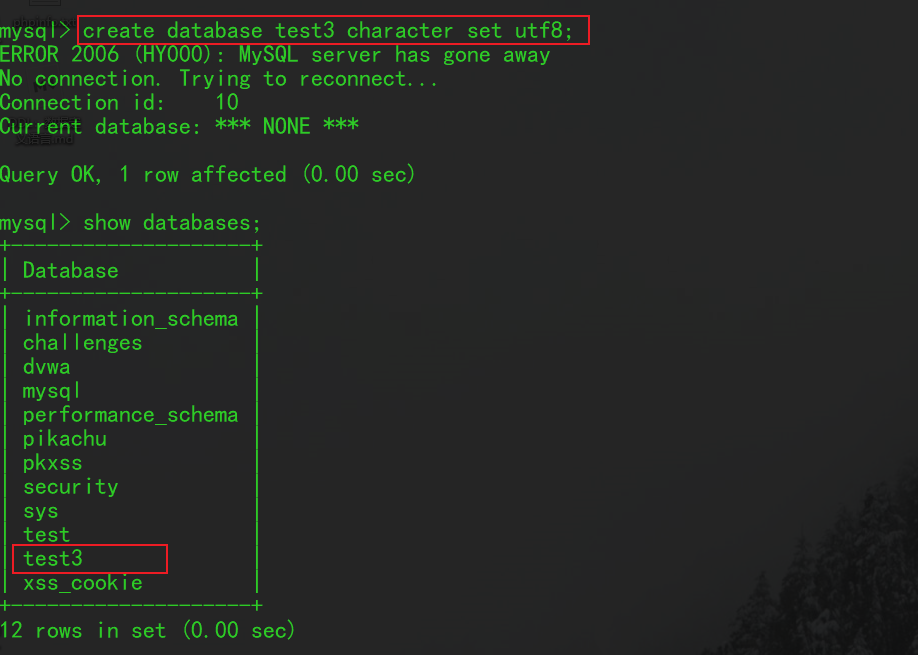 mysql> create database test3 character set utf8;
ERROR 2006 (HY000): MySQL server has gone away
No connection. Trying to reconnect...
Connection id:    10
Current database: *** NONE ***
Query OK, 1 row affected (0.00 sec)
mysql> show databases;
+--------------------+
| Database           |
+--------------------+
| information_schema |
| challenges         |
| dvwa               |
| mysql              |
| performance_schema |
| pikachu            |
| pkxss              |
| security           |
| sys                |
| test               |
| test3              |
| xss_cookie         |
+--------------------+
12 rows in set (0.00 sec)